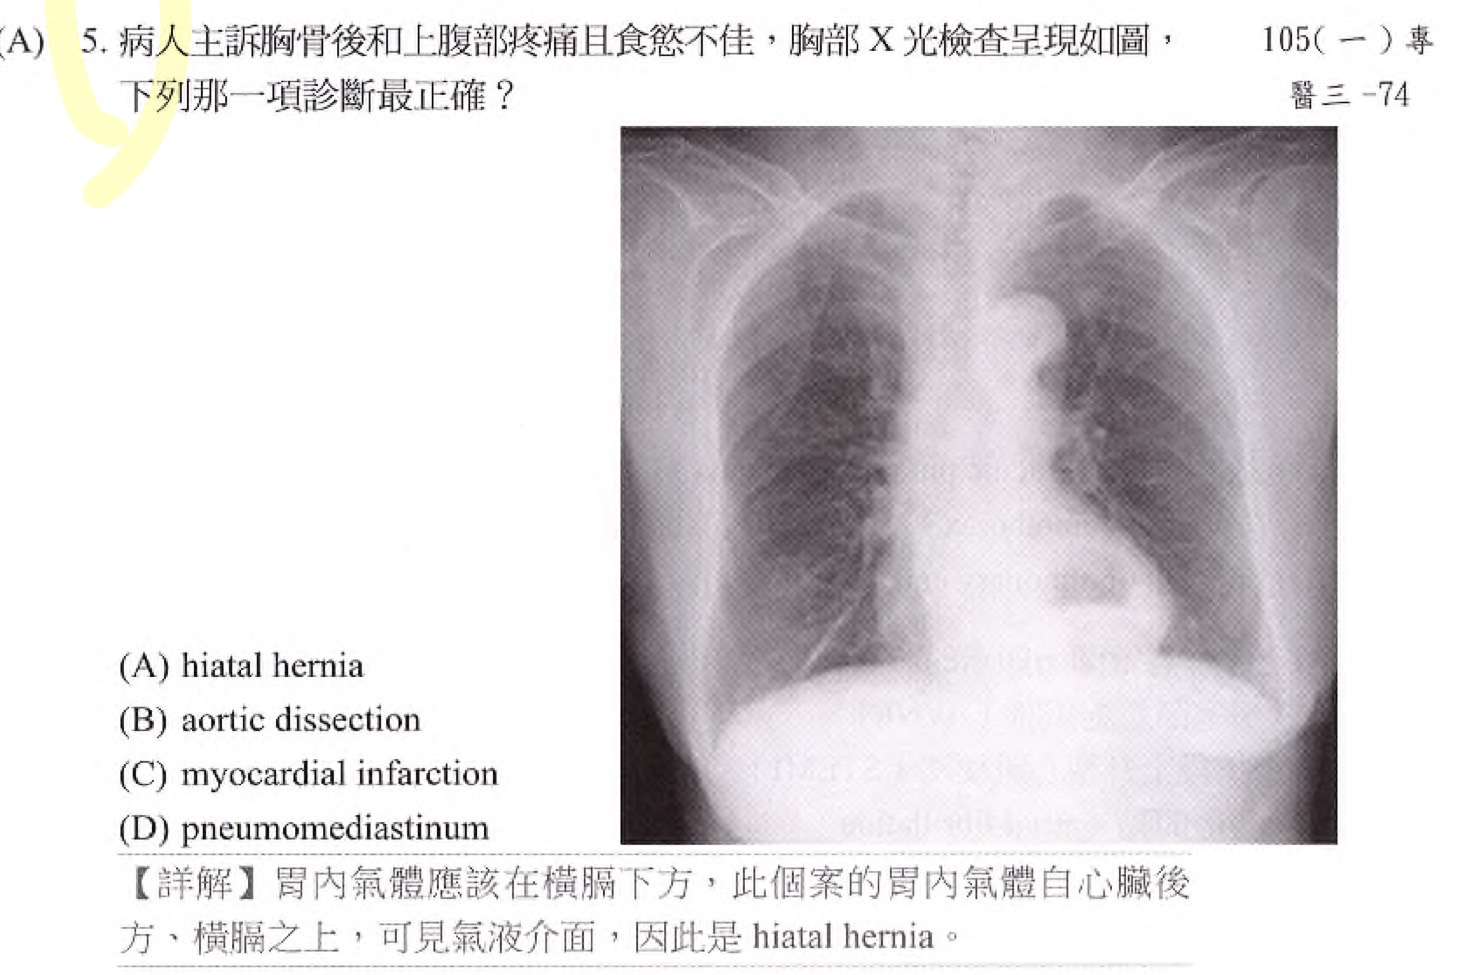 (A) 5. 病人主訴胸骨後和上腹部疼痛且食慾不佳，胸部 X 光檢查呈現如圖， 105( 一 ) 專
下列那一項診斷最正確？ 醫三 -74
(A) hiatal hernia
(B) aortic dissection
(C) myocardial infarction
(D) pneumomediastinum
【詳解】胃內氣體應該在橫膈下方，此個案的胃內氣體自心臟後
方、橫膈之上，可見氣液介面，因此是 hiatal hernia。